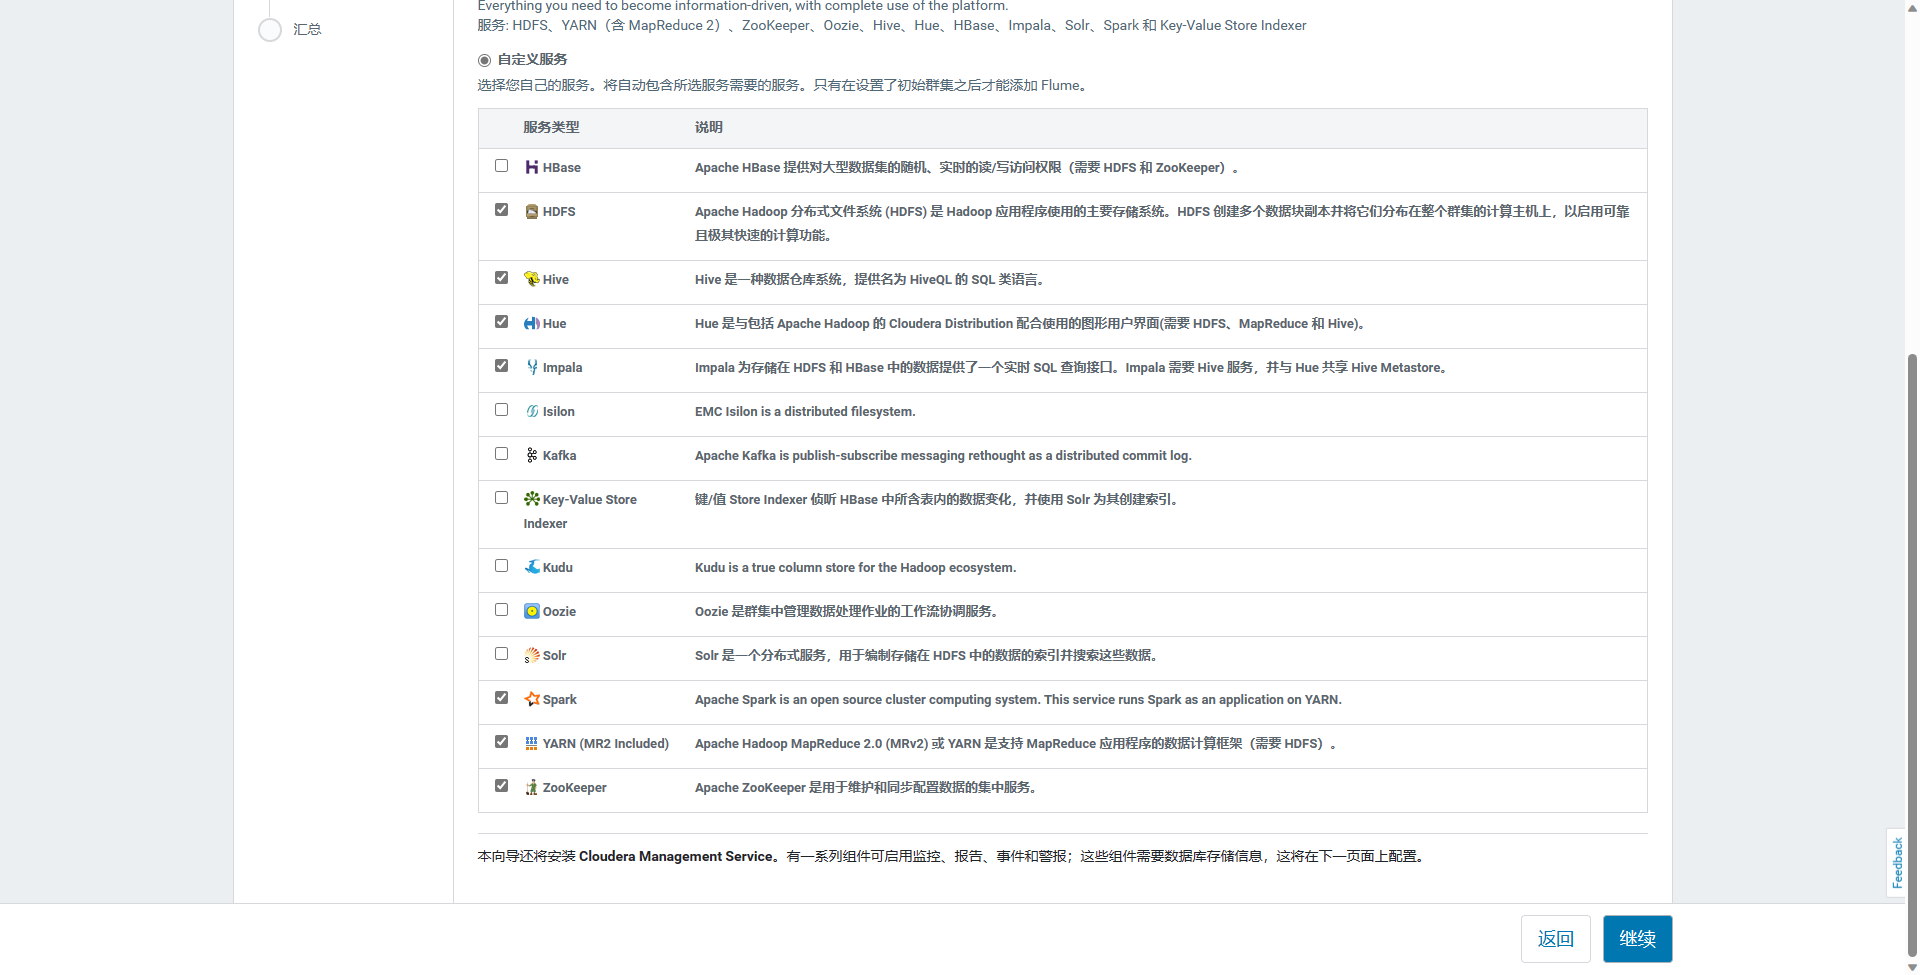 Everything you need to become information-driven, with complete use of the platform.
汇总
服务: HDFS、YARN（含 MapReduce 2）、ZooKeeper、Oozie、Hive、Hue、HBase、Impala、Solr、Spark 和 Key-Value Store Indexer
自定义服务
选择您自己的服务。将自动包含所选服务需要的服务。只有在设置了初始群集之后才能添加 Flume。
服务类型 说明
HBase Apache HBase 提供对大型数据集的随机、实时的读/写访问权限（需要 HDFS 和 ZooKeeper）。
HDFS Apache Hadoop 分布式文件系统 (HDFS) 是 Hadoop 应用程序使用的主要存储系统。HDFS 创建多个数据块副本并将它们分布在整个群集的计算主机上，以启用可靠
且极其快速的计算功能。
Hive Hive 是一种数据仓库系统，提供名为 HiveQL 的 SQL 类语言。
Hue Hue 是与包括 Apache Hadoop 的 Cloudera Distribution 配合使用的图形用户界面(需要 HDFS、MapReduce 和 Hive)。
Impala Impala 为存储在 HDFS 和 HBase 中的数据提供了一个实时 SQL 查询接口。Impala 需要 Hive 服务，并与 Hue 共享 Hive Metastore。
Isilon EMC Isilon is a distributed filesystem.
Kafka Apache Kafka is publish-subscribe messaging rethought as a distributed commit log.
Key-Value Store 键/值 Store Indexer 侦听 HBase 中所含表内的数据变化，并使用 Solr 为其创建索引。
Indexer
Kudu Kudu is a true column store for the Hadoop ecosystem.
Oozie Oozie 是群集中管理数据处理作业的工作流协调服务。
Solr Solr 是一个分布式服务，用于编制存储在 HDFS 中的数据的索引并搜索这些数据。
Spark Apache Spark is an open source cluster computing system. This service runs Spark as an application on YARN.
YARN (MR2 Included) Apache Hadoop MapReduce 2.0 (MRv2) 或 YARN 是支持 MapReduce 应用程序的数据计算框架（需要 HDFS）。
ZooKeeper Apache ZooKeeper 是用于维护和同步配置数据的集中服务。
本向导还将安装 Cloudera Management Service。有一系列组件可启用监控、报告、事件和警报；这些组件需要数据库存储信息，这将在下一页面上配置。
Feedback
返回 继续